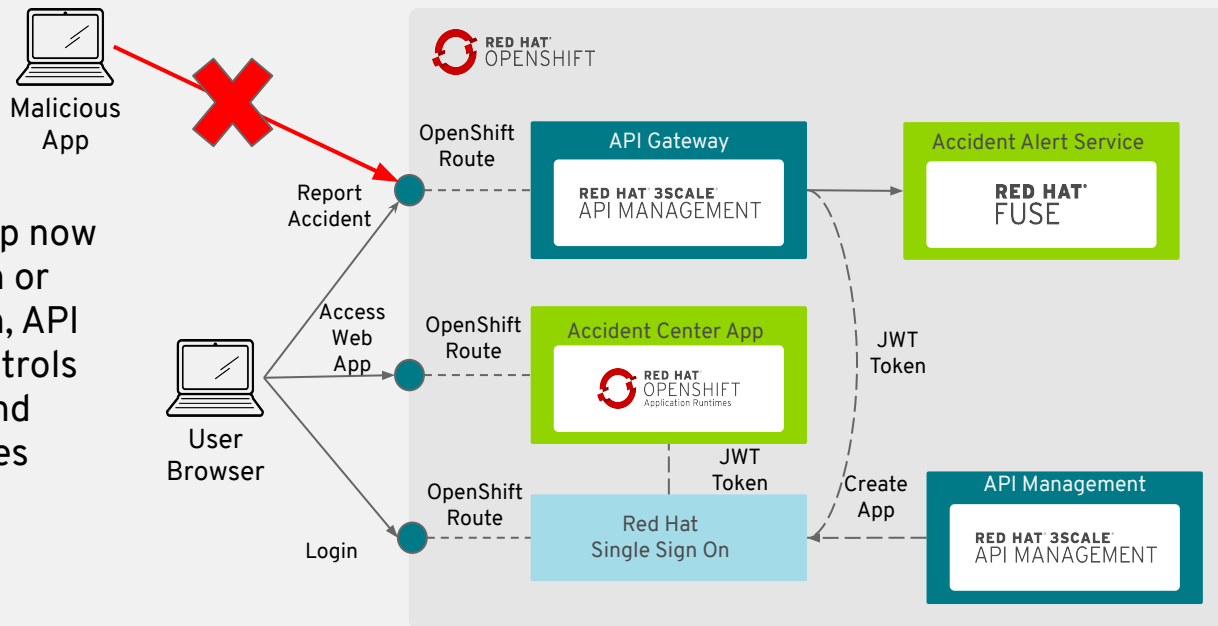 RED HAT
OPENSHIFT
Malicious
App
OpenShift
Route
API Gateway
RED HAT 3SCALE
API MANAGEMENT
Accident Alert Service
RED HAT
FUSE
Report
Accident
p now
or
, API
trols
nd
es
Access
Web
App
OpenShift
Route
Accident Center App
RED HAT
OPENSHIFT
Application Runtimes
JWT
Token
User
Browser
JWT
Token
OpenShift
Route
Red Hat
Single Sign On
Login
Create
App
API Management
RED HAT 3SCALE
API MANAGEMENT